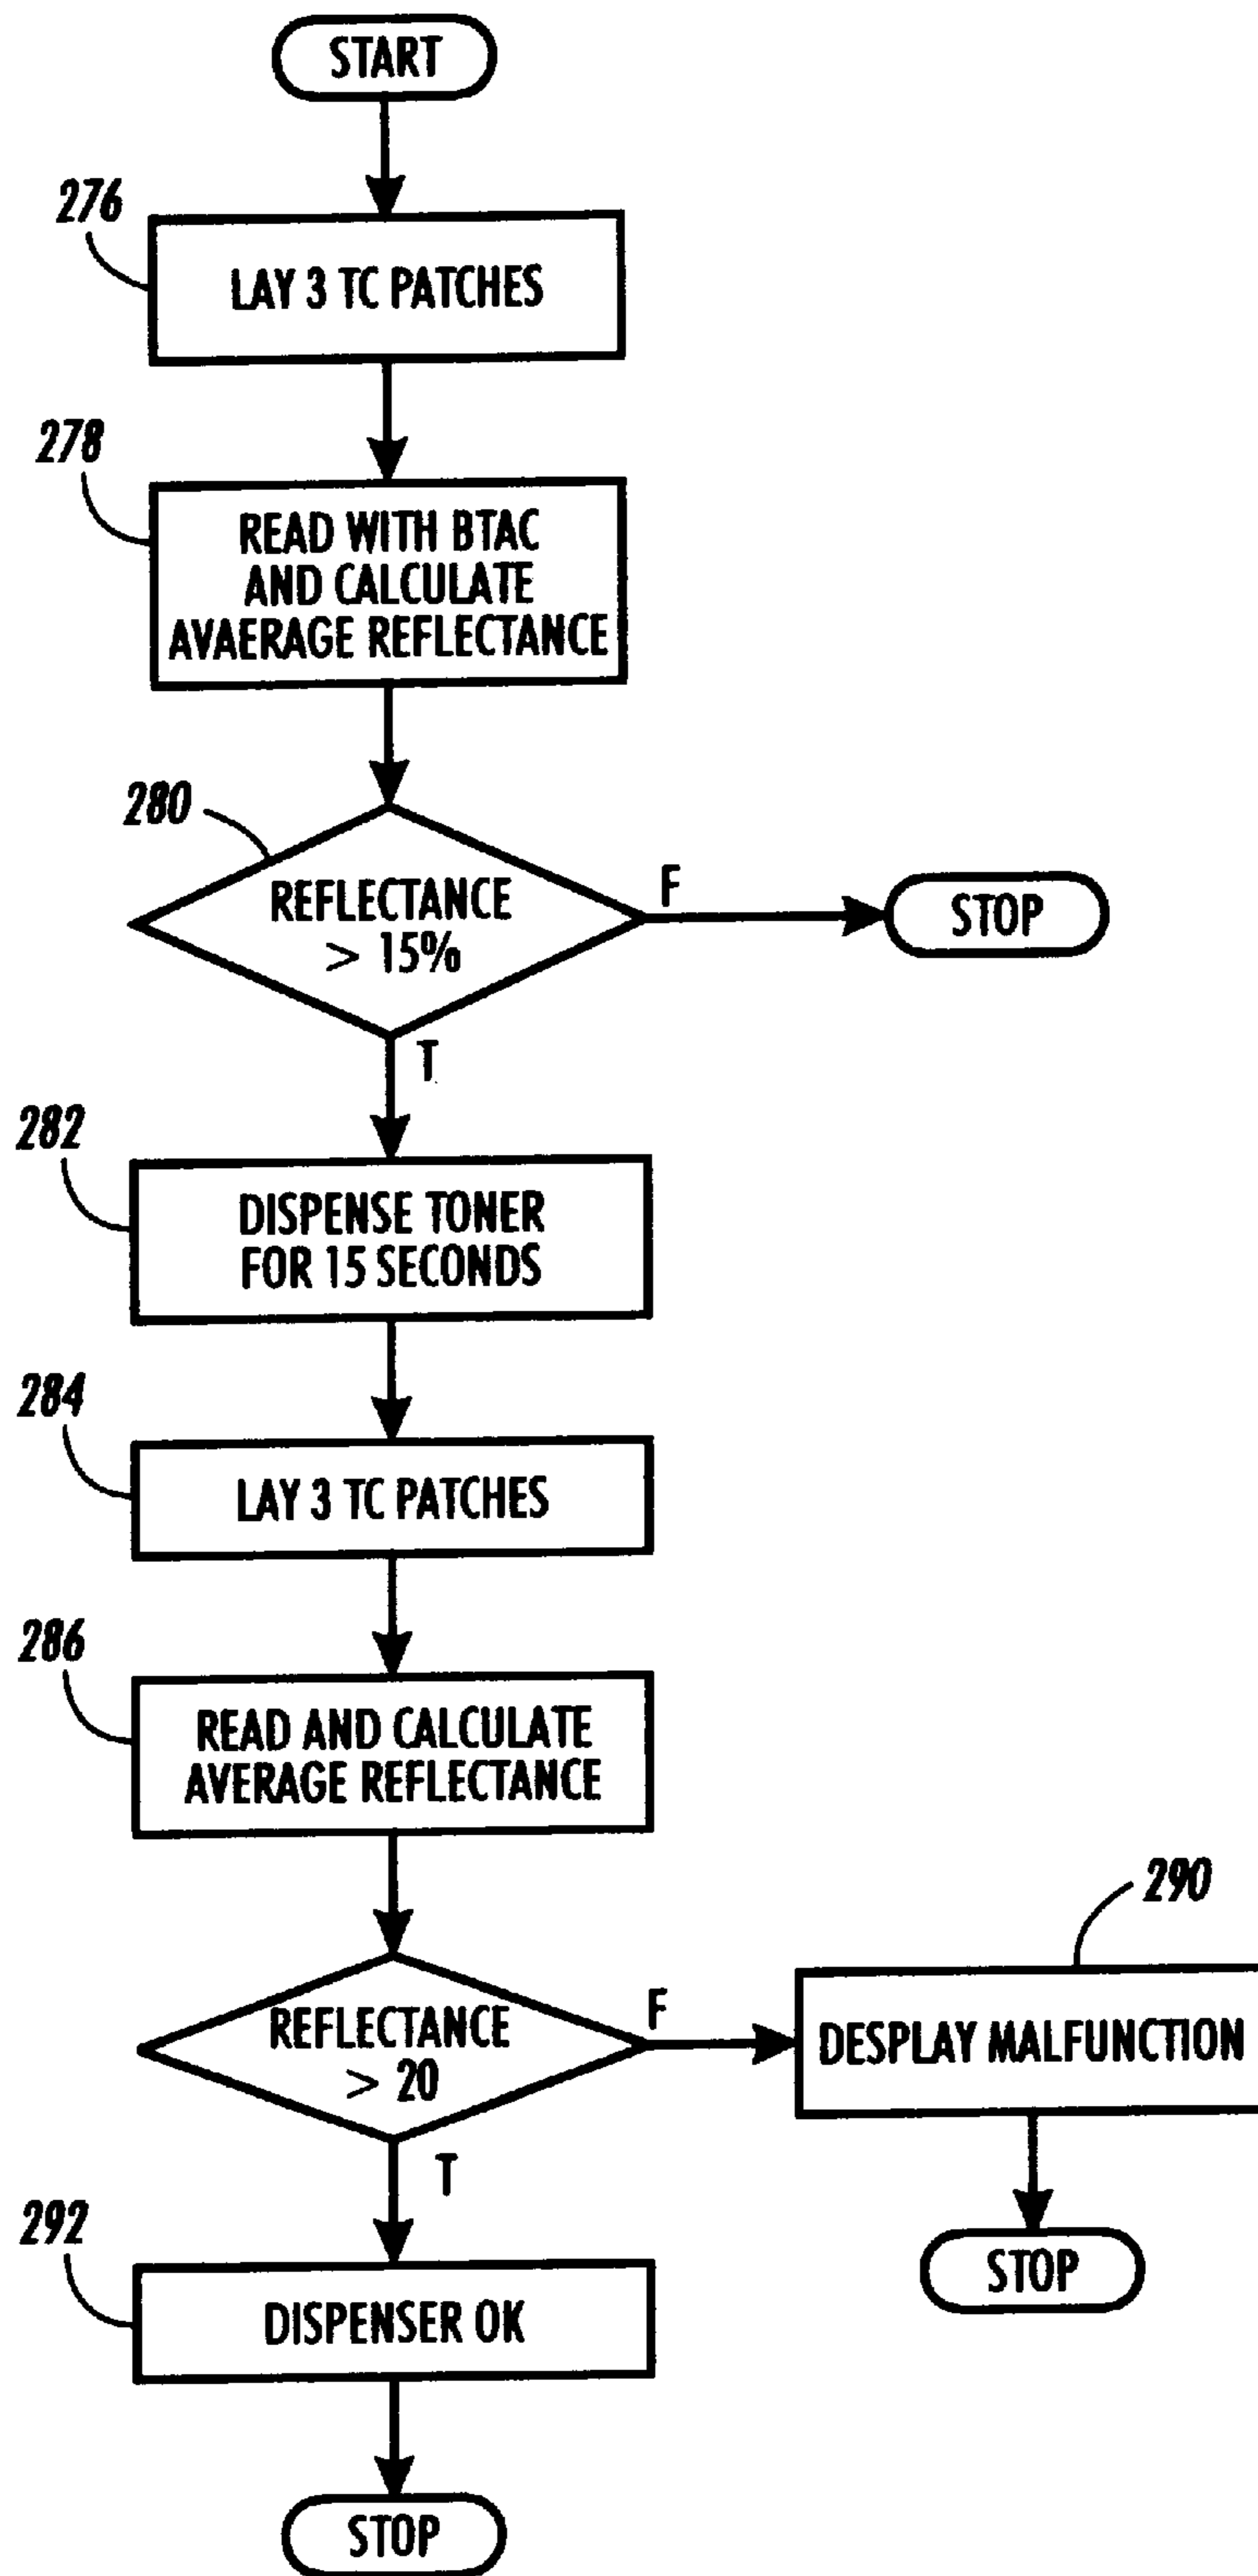 START
276
LAY 3 TC PATCHES
278
READ WITH BTAC
AND CALCULATE
AVAERAGE REFLECTANCE
280
REFLECTANCE
> 15%
F
STOP
T
282
DISPENSE TONER
FOR 15 SECONDS
284
LAY 3 TC PATCHES
286
READ AND CALCULATE
AVERAGE REFLECTANCE
REFLECTANCE
> 20
F
290
DESPLAY MALFUNCTION
STOP
T
292
DISPENSER OK
STOP